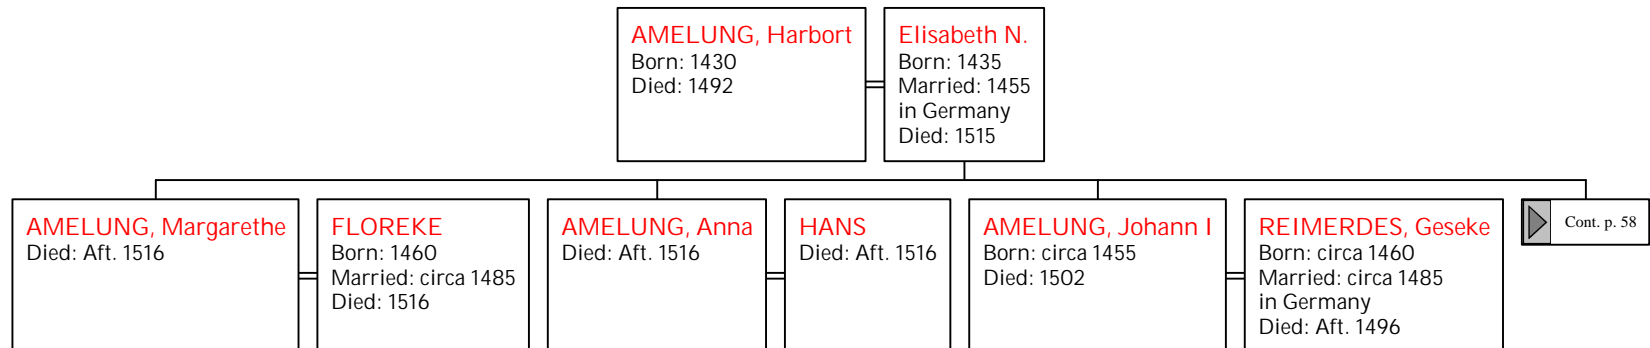 AMELUNG, Harbort
Born: 1430
Died: 1492
Elisabeth N.
Born: 1435
Married: 1455
in Germany
Died: 1515
AMELUNG, Margarethe
Died: Aft. 1516
FLOREKE
Born: 1460
Married: circa 1485
Died: 1516
AMELUNG, Anna
Died: Aft. 1516
HANS
Died: Aft. 1516
AMELUNG, Johann I
Born: circa 1455
Died: 1502
REIMERDES, Geseke
Born: circa 1460
Married: circa 1485
in Germany
Died: Aft. 1496
Cont. p. 58